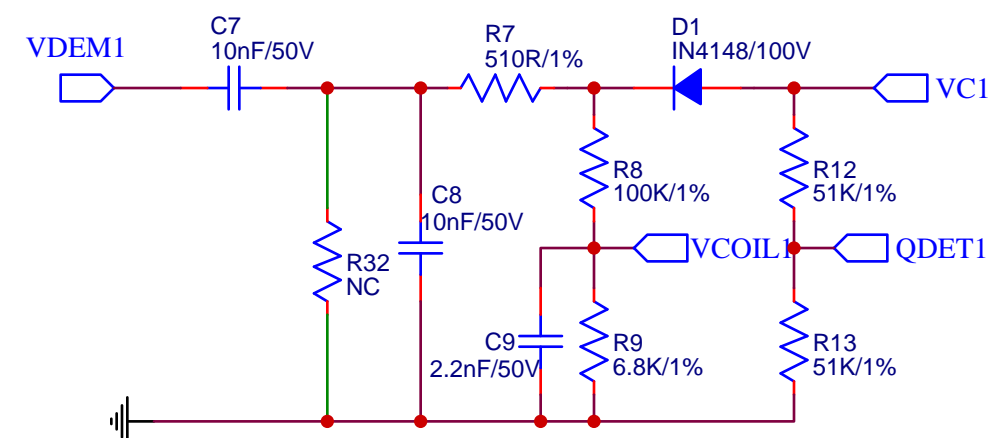 VDEM1
C7
10nF/50V
R7
510R/1%
D1
IN4148/100V
VC1
R8
100K/1%
R12
51K/1%
C8
10nF/50V
R32
NC
VCOIL1
QDET1
C9
2.2nF/50V
R9
6.8K/1%
R13
51K/1%